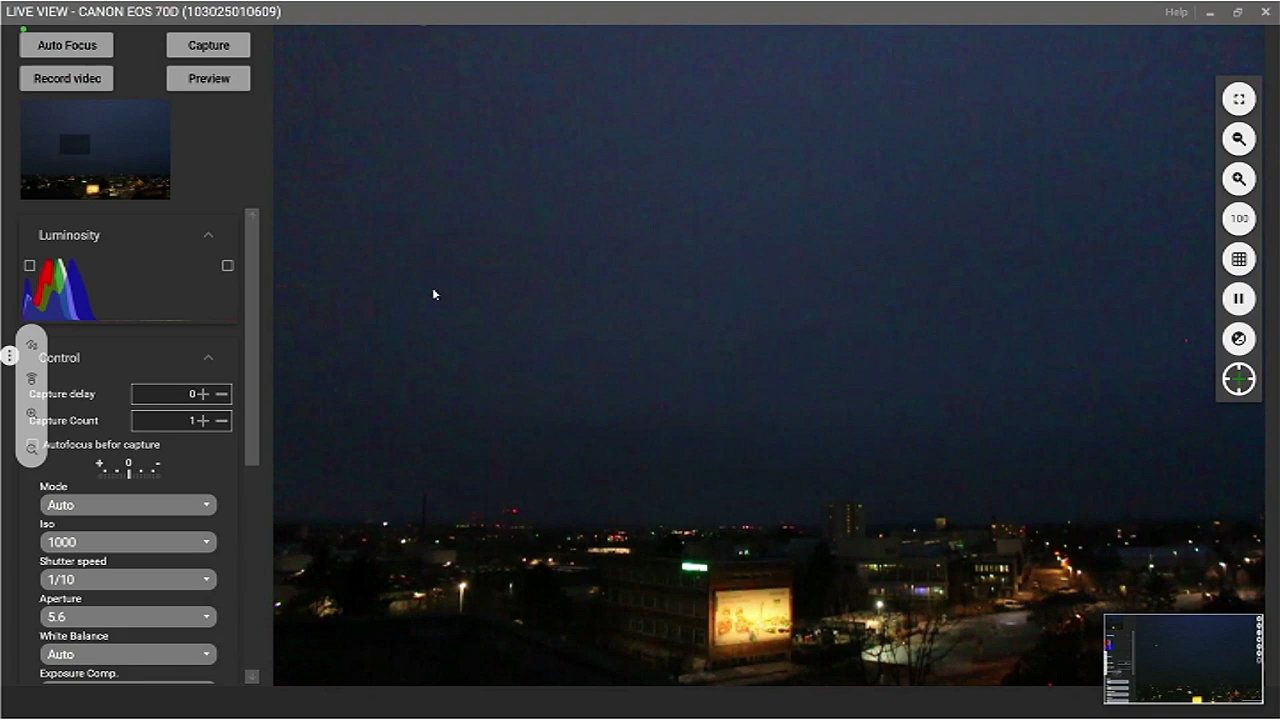 LIVE VIEW - CANON EOS 70D (103025010609)
Help
Auto Focus
Capture
Record video
Preview
Luminosity
Control
Capture delay
0
Capture Count
1
Autofocus befor capture
+ 0 -
Mode
Auto
Iso
1000
Shutter speed
1/10
Aperture
5.6
White Balance
Auto
Exposure Comp.
100